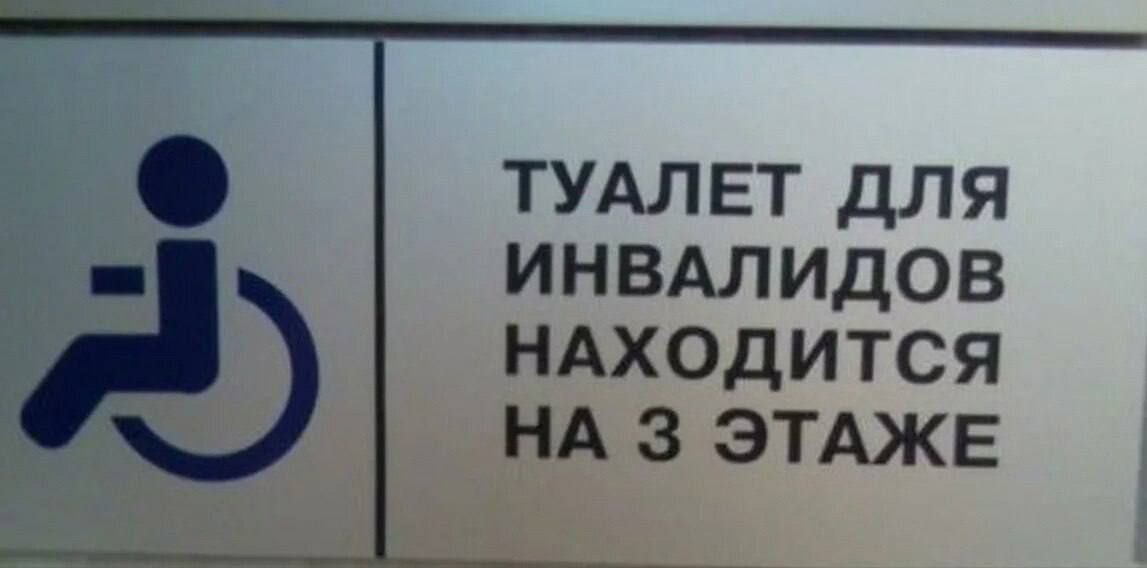 ТУАЛЕТ ДЛЯ
ИНВАЛИДОВ
НАХОДИТСЯ
НА 3 ЭТАЖЕ